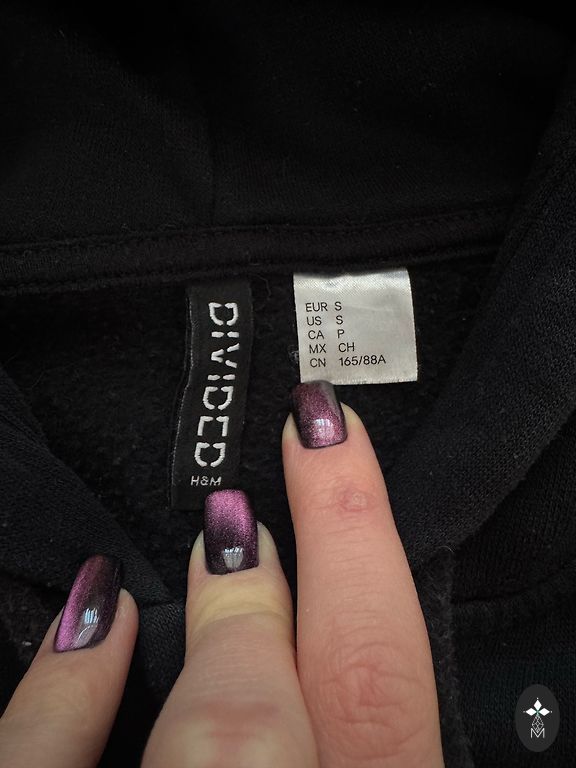 DIVIDED
H&M
EUR S
US S
CA P
MX CH
CN 165/88A
M